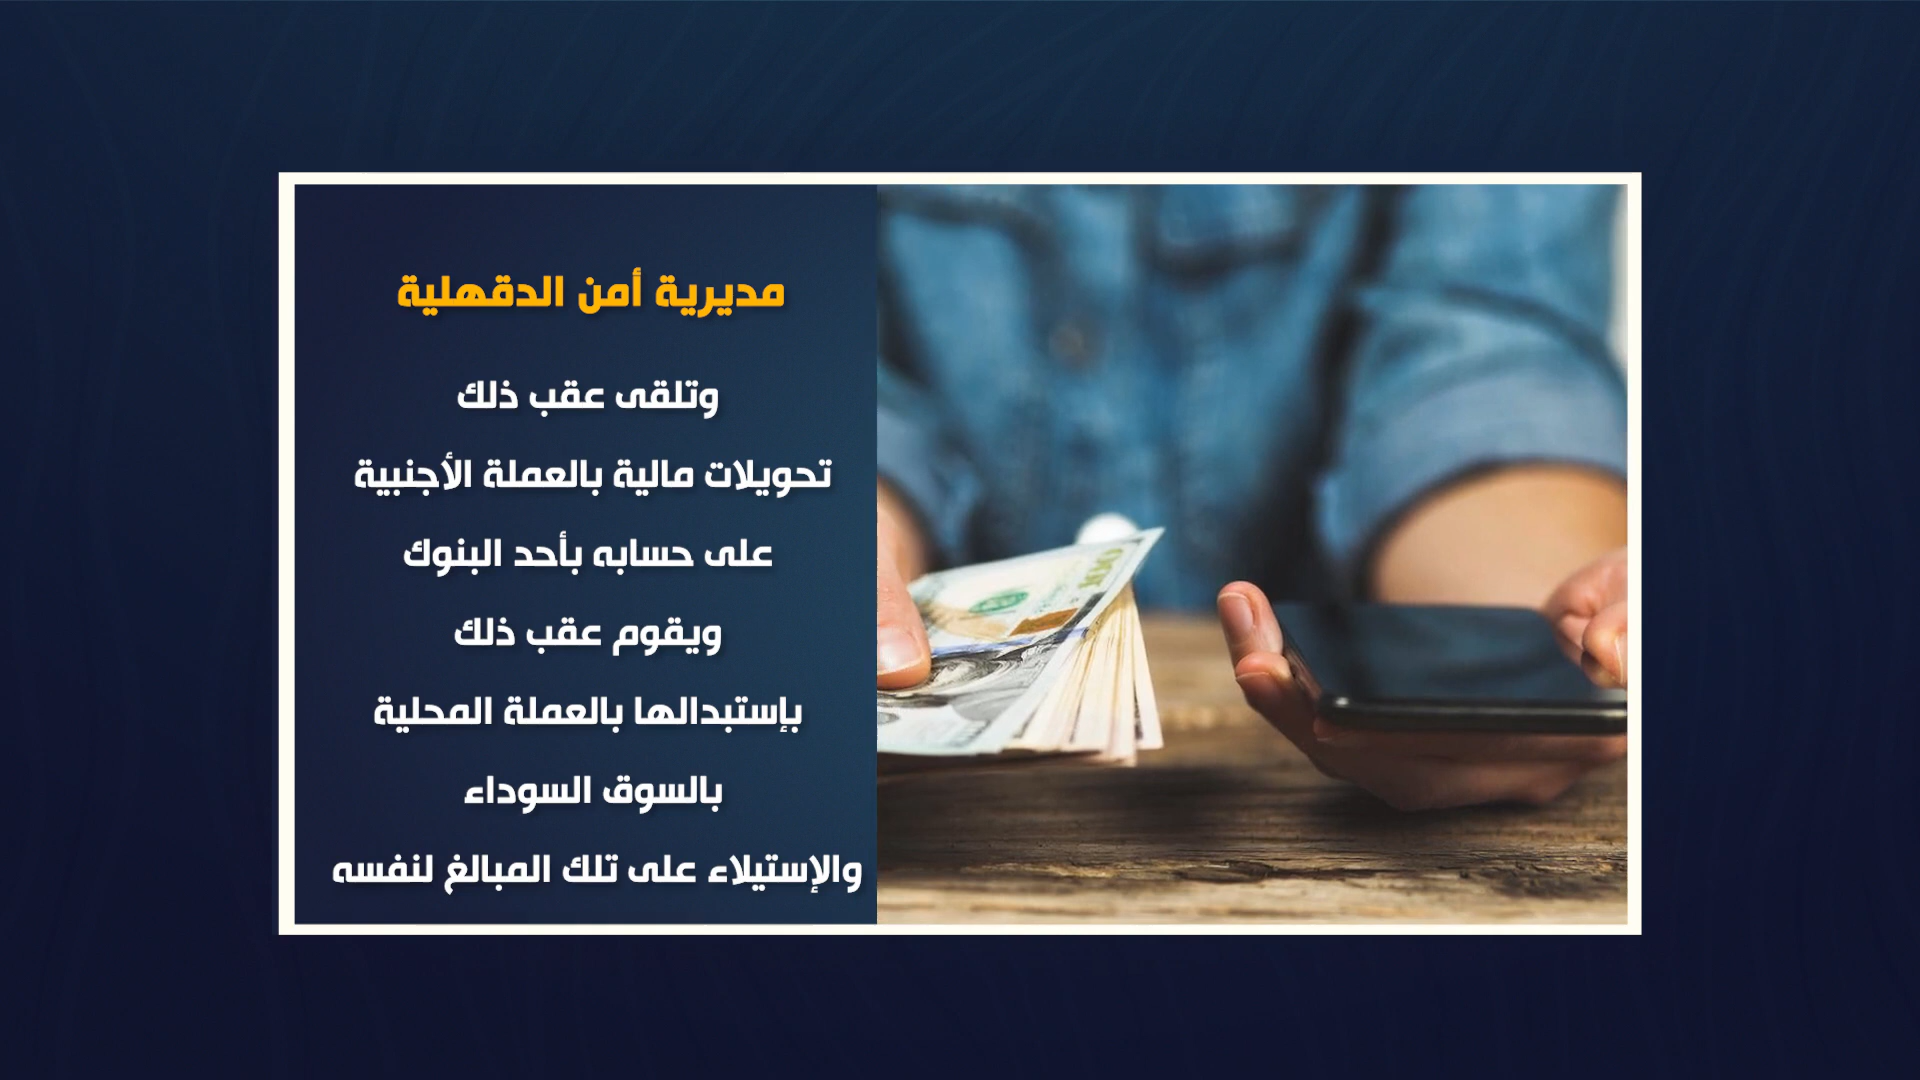 مديرية أمن الدقهلية
وتلقى عقب ذلك
تحويلات مالية بالعملة الأجنبية
على حسابه بأحد البنوك
ويقوم عقب ذلك
بإستبدالها بالعملة المحلية
بالسوق السوداء
والإستيلاء على تلك المبالغ لنفسه